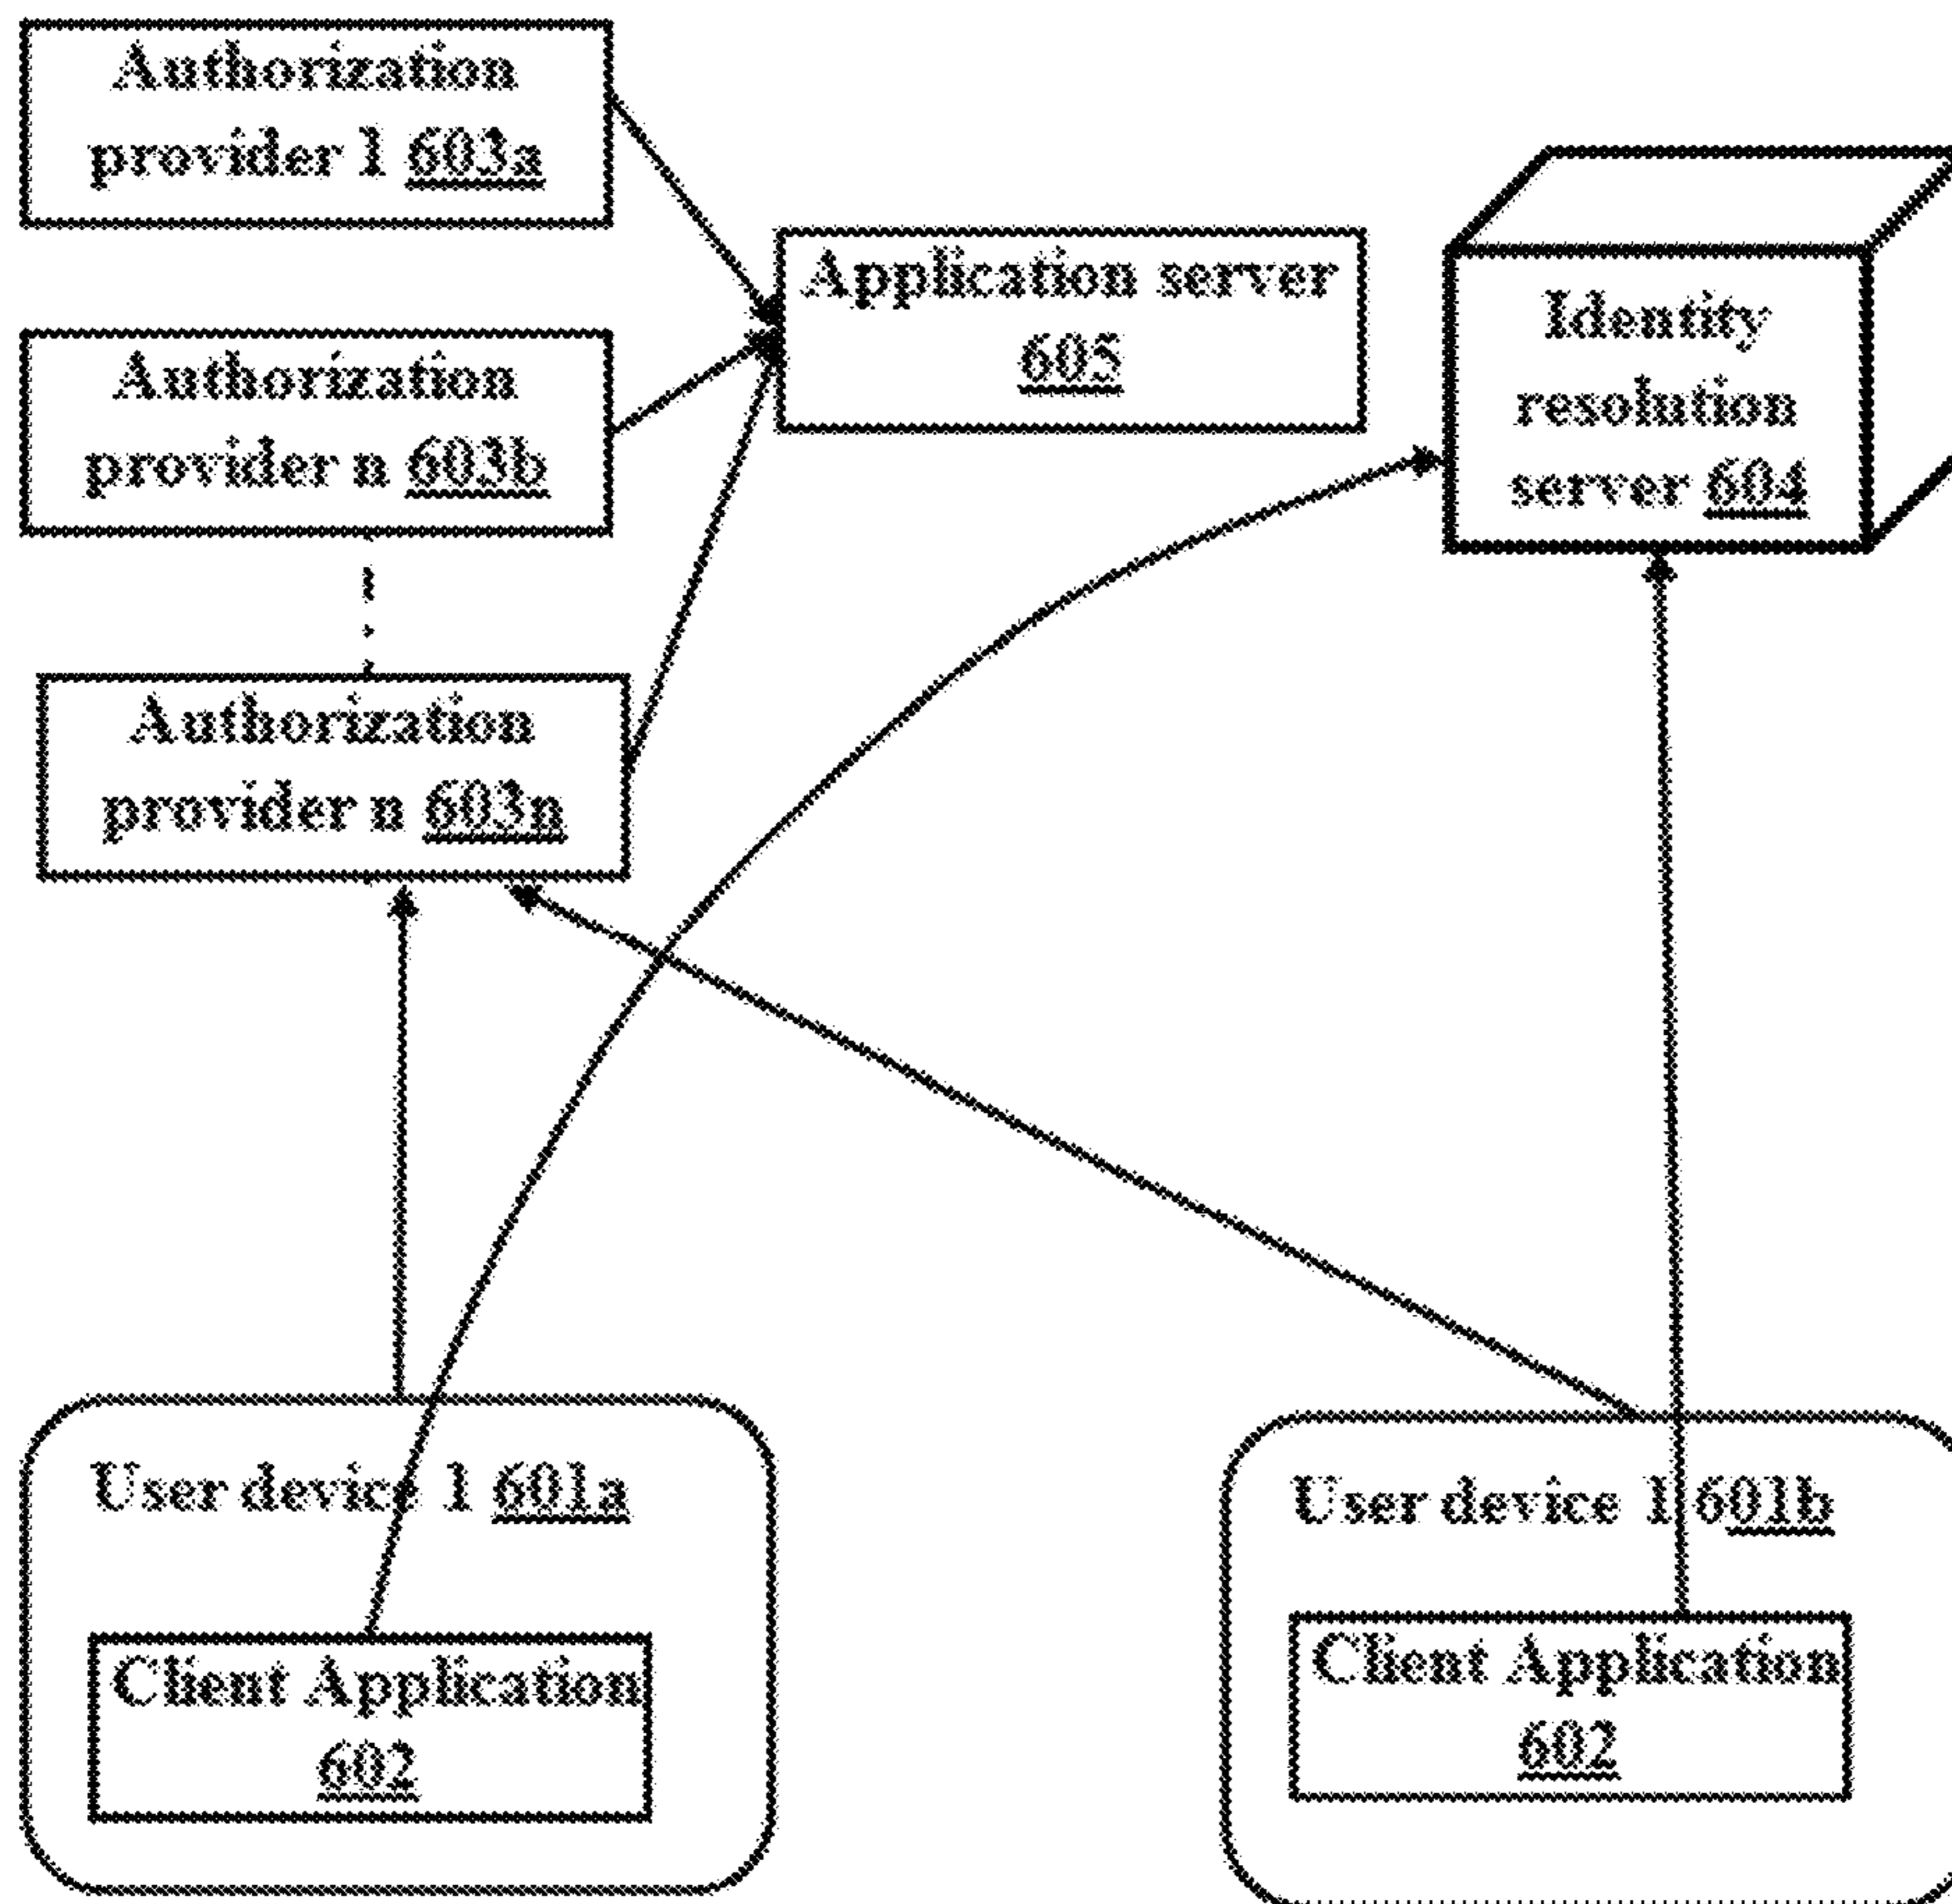 Authorization
provider 1 603a
Application server
605
Identity
resolution
server 604
Authorization
provider n 603b
Authorization
provider n 603n
User device 1 601a
Client Application
602
User device 1 601b
Client Application
602